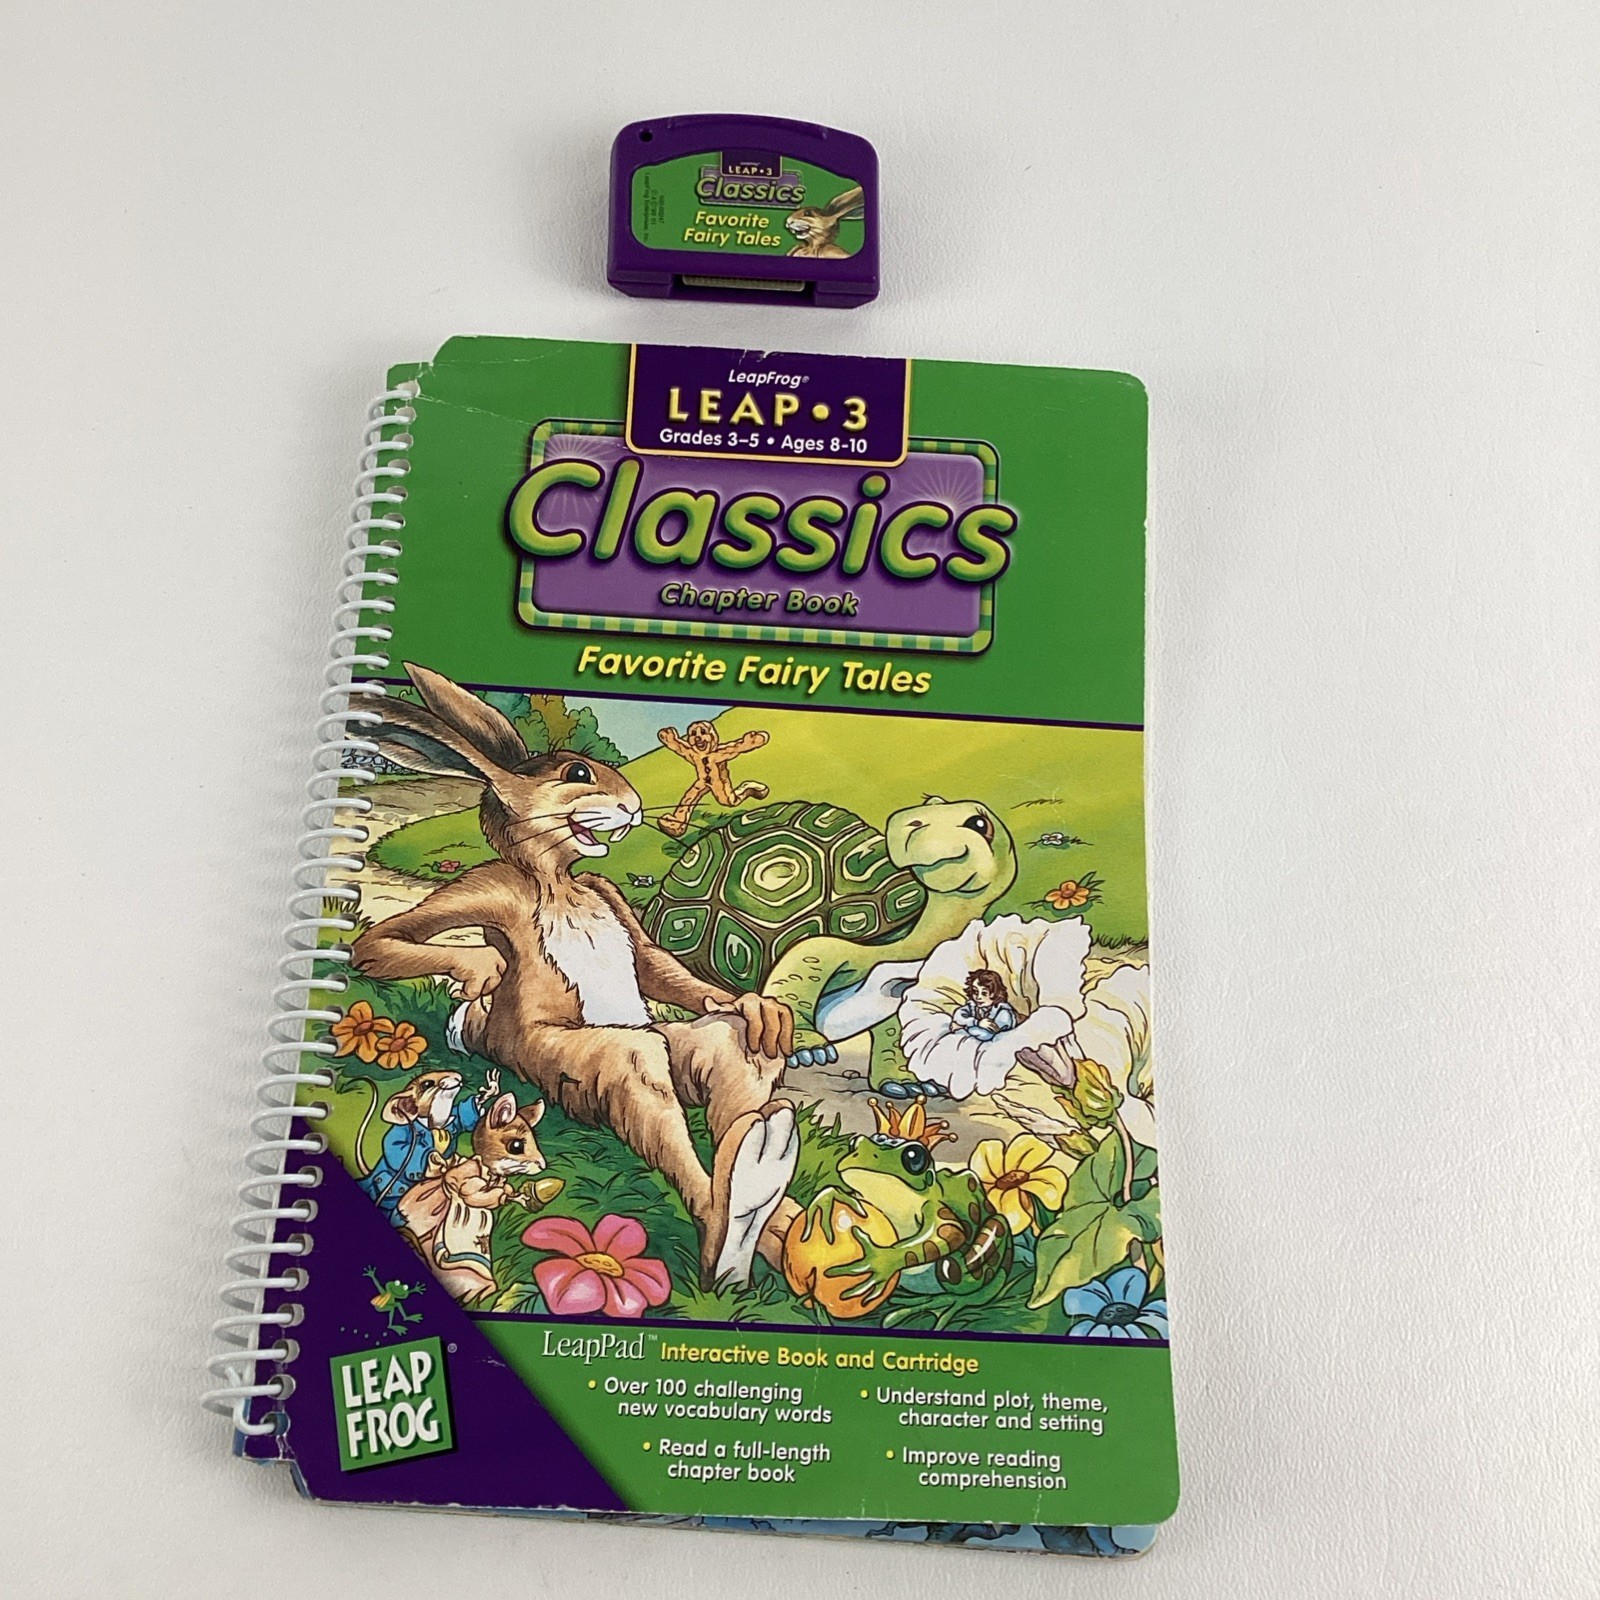 LEAP • 3
Classics
Favorite
Fairy Tales
LeapFrog®
LEAP • 3
Grades 3-5 • Ages 8-10
Classics
Chapter Book
Favorite Fairy Tales
LEAP
FROG®
LeapPad™ Interactive Book and Cartridge
• Over 100 challenging
new vocabulary words
• Read a full-length
chapter book
• Understand plot, theme,
character and setting
• Improve reading
comprehension